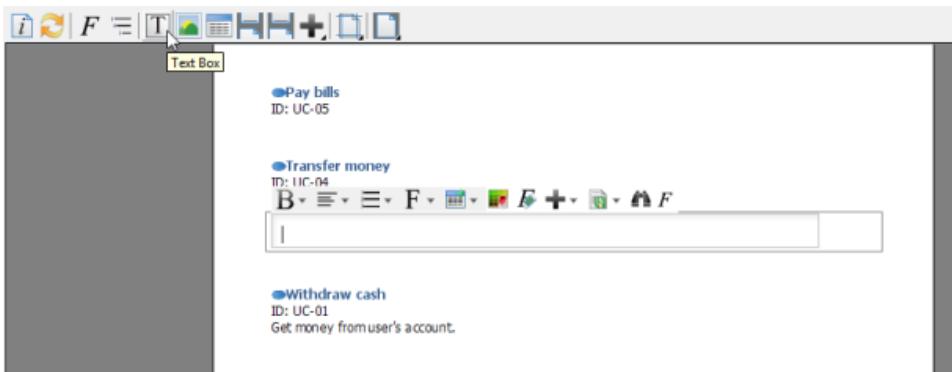 i F T
Text Box
Pay bills
ID: UC-05
Transfer money
ID: UC-04
B F F F
Withdraw cash
ID: UC-01
Get money from user's account.